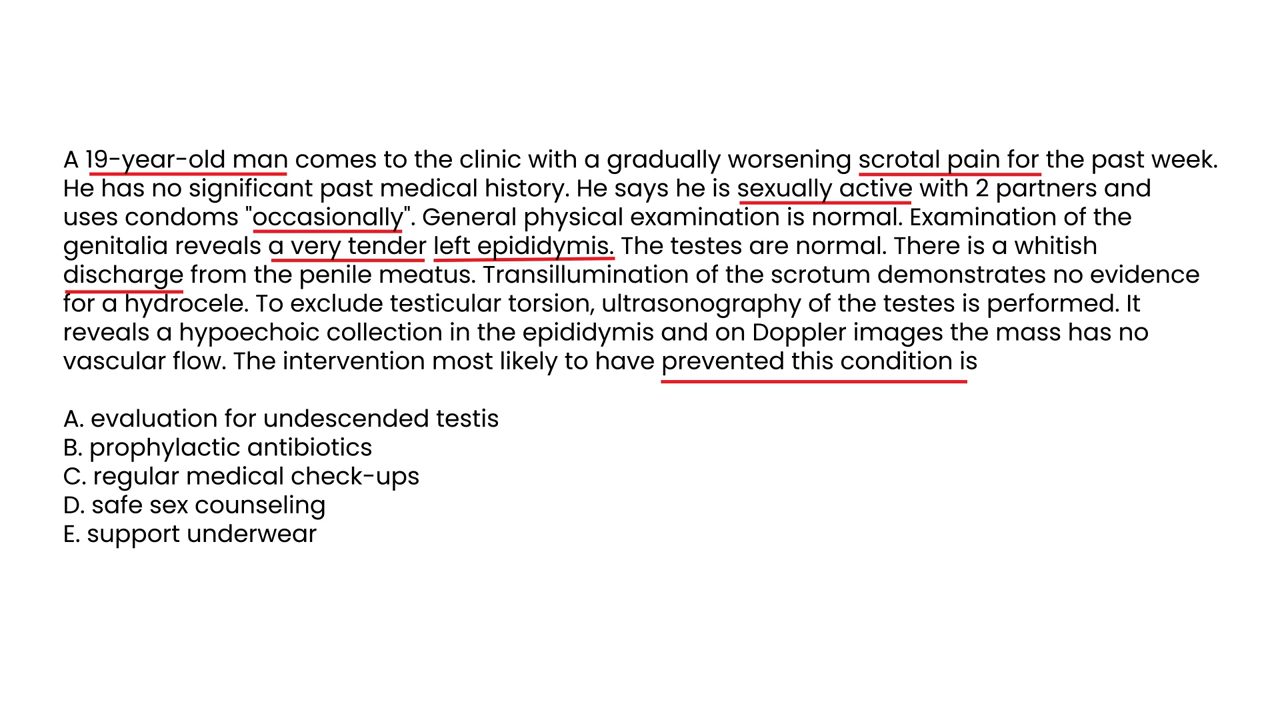 A 19-year-old man comes to the clinic with a gradually worsening scrotal pain for the past week.
He has no significant past medical history. He says he is sexually active with 2 partners and
uses condoms "occasionally". General physical examination is normal. Examination of the
genitalia reveals a very tender left epididymis. The testes are normal. There is a whitish
discharge from the penile meatus. Transillumination of the scrotum demonstrates no evidence
for a hydrocele. To exclude testicular torsion, ultrasonography of the testes is performed. It
reveals a hypoechoic collection in the epididymis and on Doppler images the mass has no
vascular flow. The intervention most likely to have prevented this condition is
A. evaluation for undescended testis
B. prophylactic antibiotics
C. regular medical check-ups
D. safe sex counseling
E. support underwear